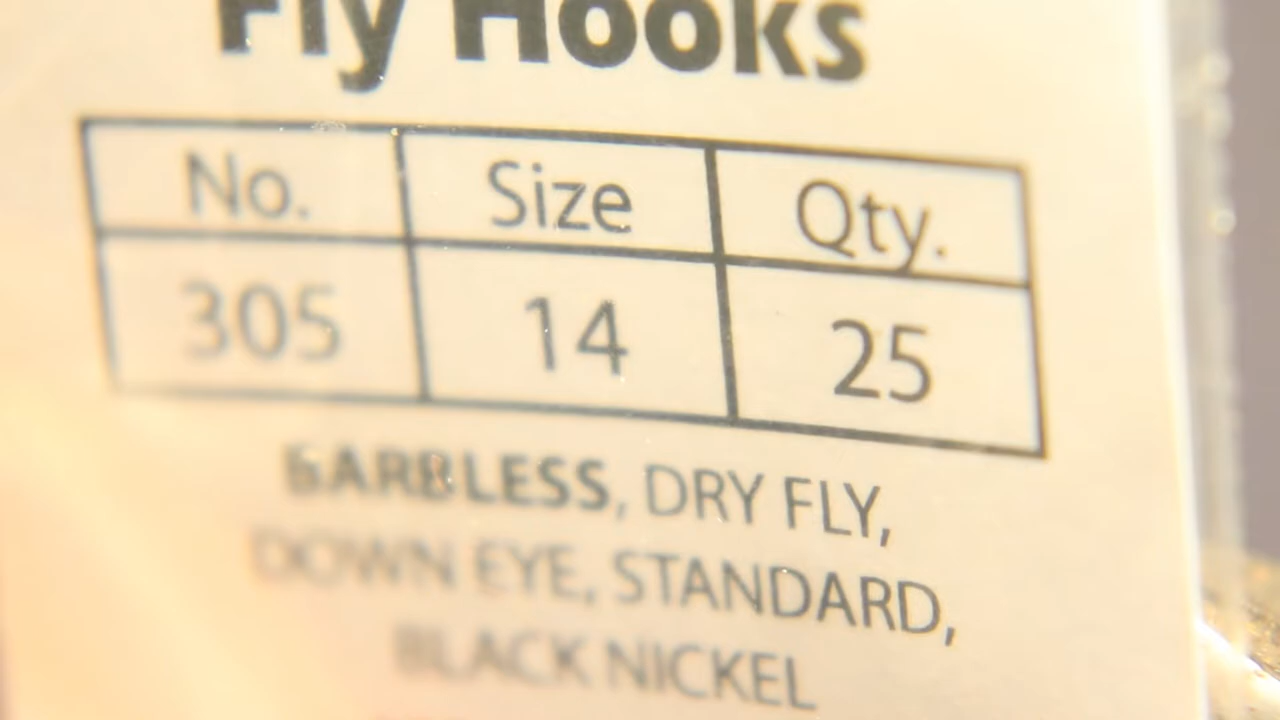 Fly Hooks
No. Size Qty.
305 14 25
BARBLESS, DRY FLY,
DOWN EYE, STANDARD,
BLACK NICKEL